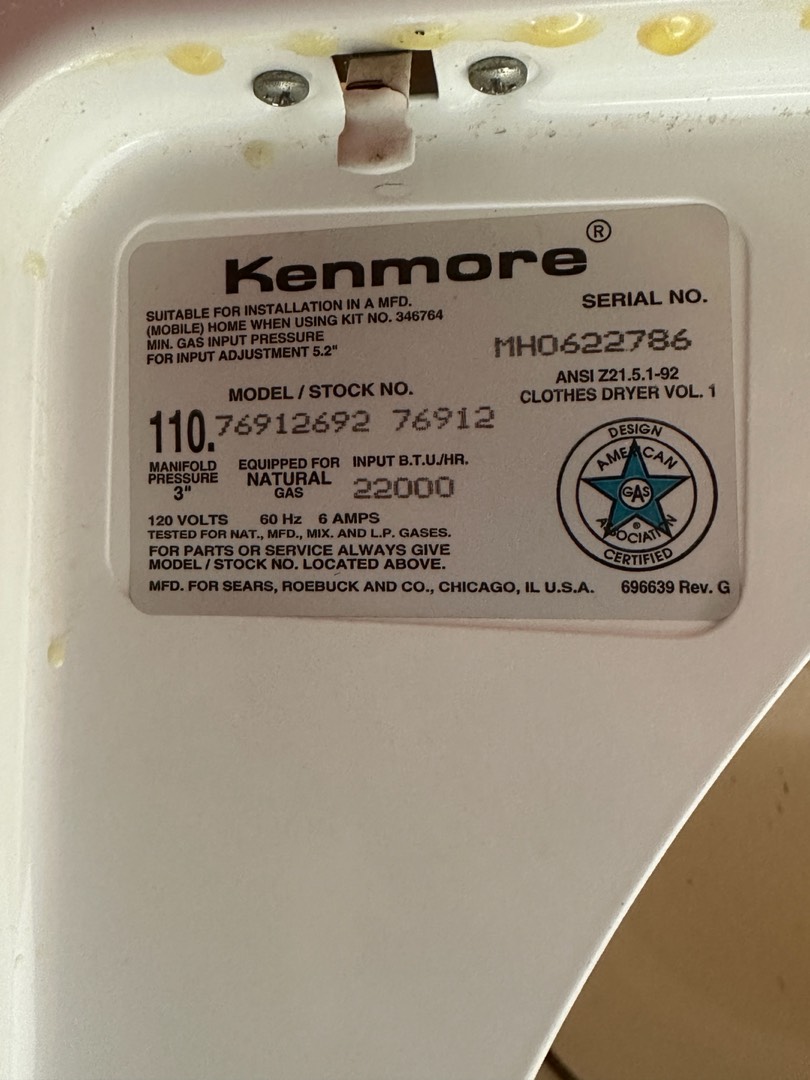 Kenmore®
SUITABLE FOR INSTALLATION IN A MFD.
(MOBILE) HOME WHEN USING KIT NO. 346764
MIN. GAS INPUT PRESSURE
FOR INPUT ADJUSTMENT 5.2"
SERIAL NO.
MH0622786
ANSI Z21.5.1-92
CLOTHES DRYER VOL. 1
MODEL / STOCK NO.
110.76912692 76912
MANIFOLD
PRESSURE
3"
EQUIPPED FOR
NATURAL
GAS
INPUT B.T.U./HR.
22000
DESIGN
AMERICAN
GAS
®
ASSOCIATION
CERTIFIED
120 VOLTS 60 Hz 6 AMPS
TESTED FOR NAT., MFD., MIX. AND L.P. GASES.
FOR PARTS OR SERVICE ALWAYS GIVE
MODEL / STOCK NO. LOCATED ABOVE.
MFD. FOR SEARS, ROEBUCK AND CO., CHICAGO, IL U.S.A. 696639 Rev. G